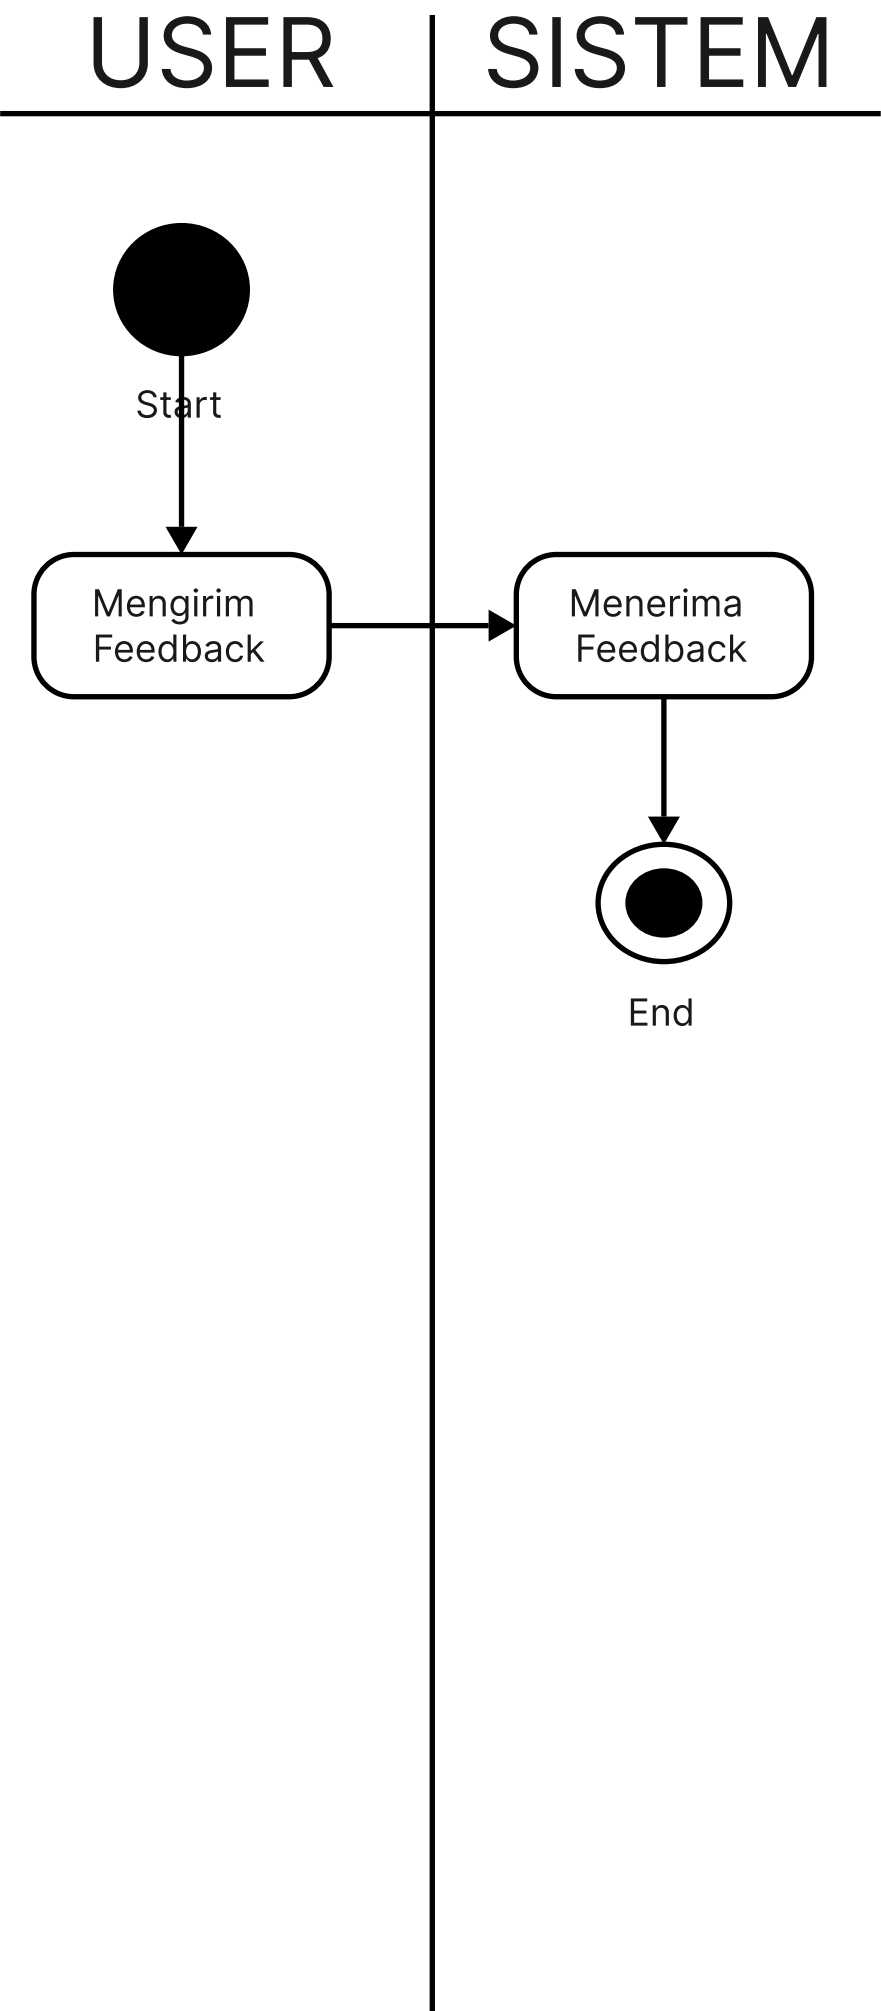 USER
SISTEM
Start
Mengirim
Feedback
Menerima
Feedback
End